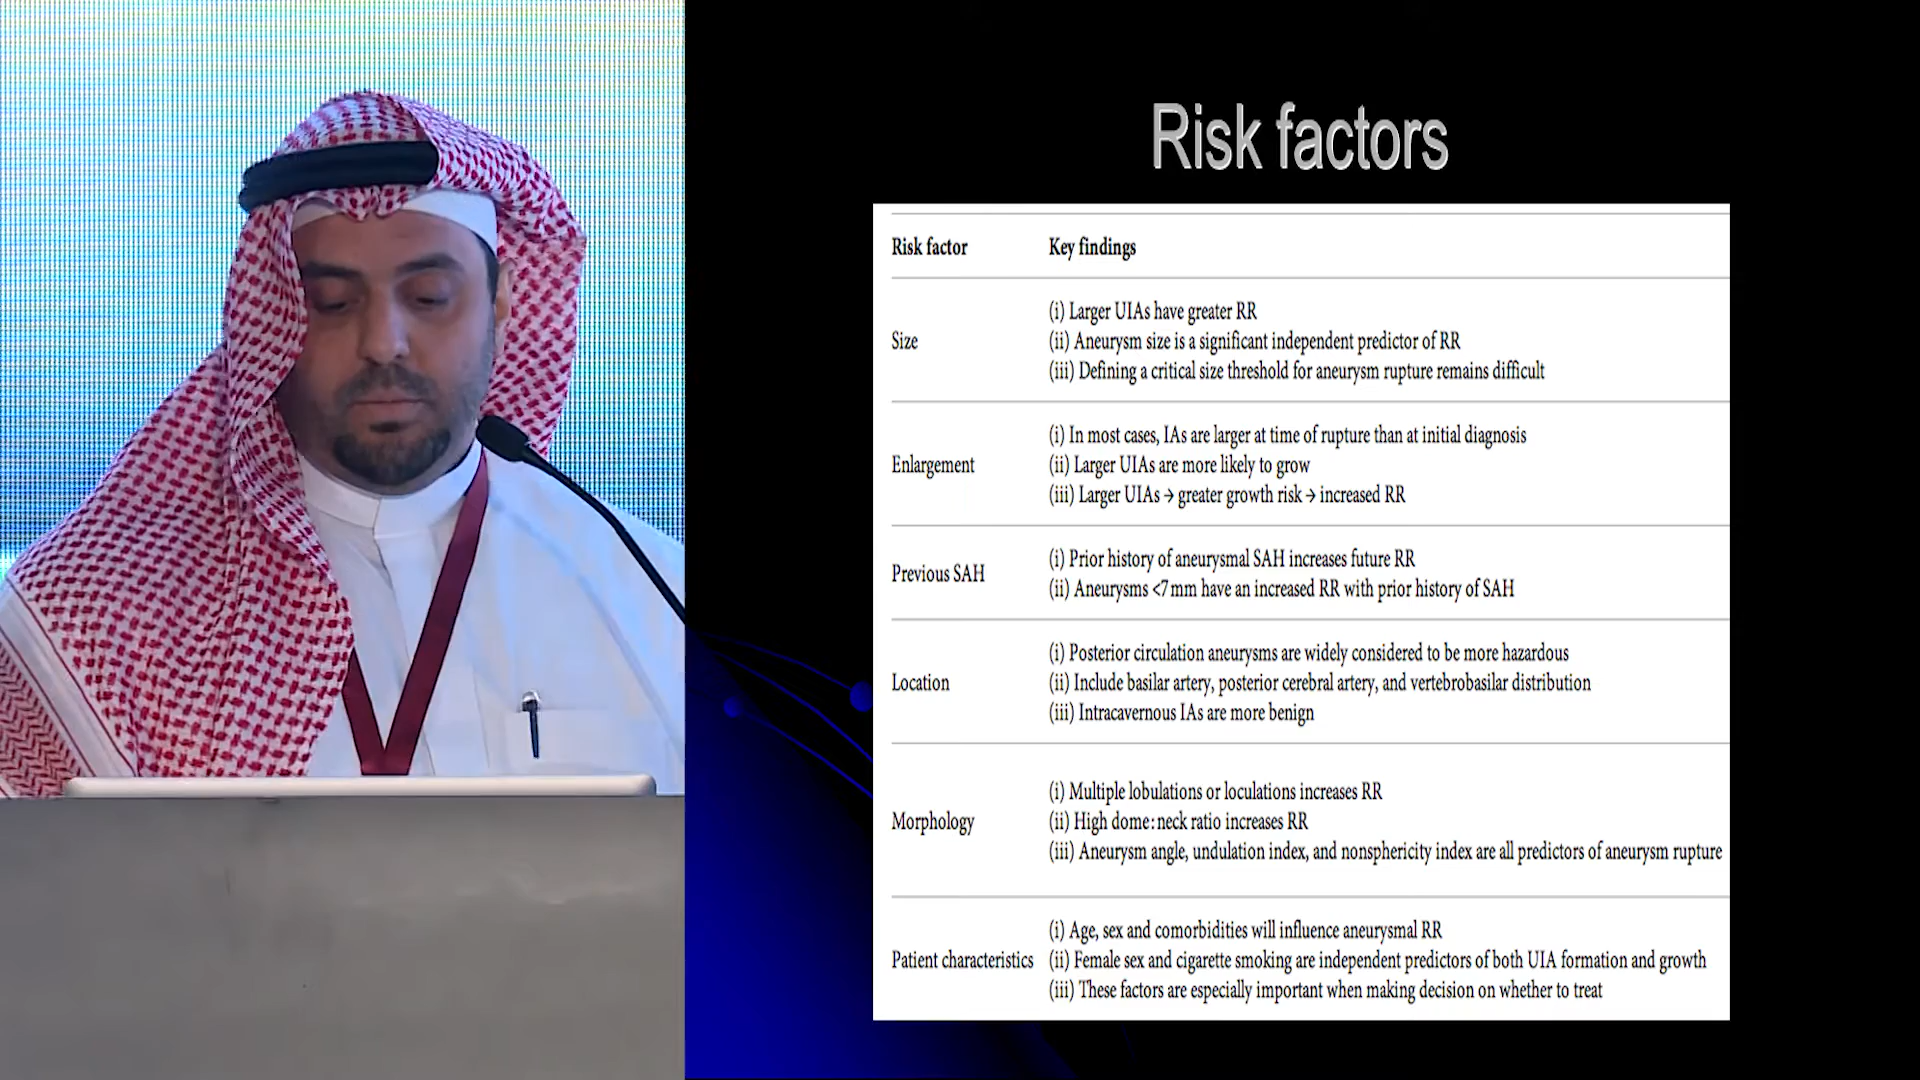 Risk factors
Risk factor Key findings
Size
(i) Larger UIAs have greater RR
(ii) Aneurysm size is a significant independent predictor of RR
(iii) Defining a critical size threshold for aneurysm rupture remains difficult
Enlargement
(i) In most cases, IAs are larger at time of rupture than at initial diagnosis
(ii) Larger UIAs are more likely to grow
(iii) Larger UIAs → greater growth risk → increased RR
Previous SAH
(i) Prior history of aneurysmal SAH increases future RR
(ii) Aneurysms <7 mm have an increased RR with prior history of SAH
Location
(i) Posterior circulation aneurysms are widely considered to be more hazardous
(ii) Include basilar artery, posterior cerebral artery, and vertebrobasilar distribution
(iii) Intracavernous IAs are more benign
Morphology
(i) Multiple lobulations or loculations increases RR
(ii) High dome : neck ratio increases RR
(iii) Aneurysm angle, undulation index, and nonsphericity index are all predictors of aneurysm rupture
Patient characteristics
(i) Age, sex and comorbidities will influence aneurysmal RR
(ii) Female sex and cigarette smoking are independent predictors of both UIA formation and growth
(iii) These factors are especially important when making decision on whether to treat